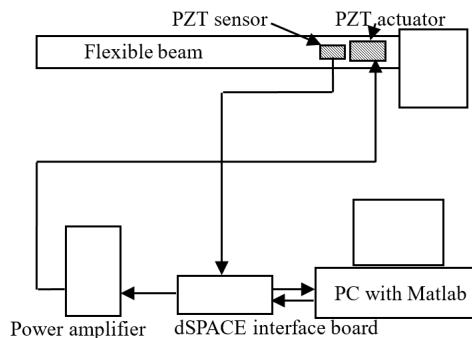 PZT sensor
PZT actuator
Flexible beam
PC with Matlab
Power amplifier
dSPACE interface board